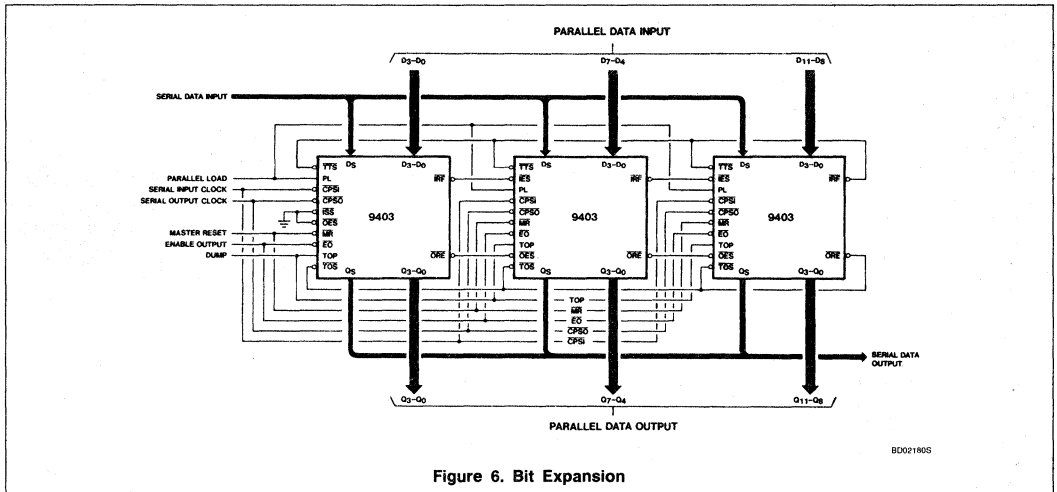 PARALLEL DATA INPUT
D3-D0 D7-D4 D11-D8
SERIAL DATA INPUT
DS D3-D0 DS D3-D0 DS D3-D0
TTS IRF TTS TTS IRF
PARALLEL LOAD PL IES IRF IES
SERIAL INPUT CLOCK CPSI PL PL
SERIAL OUTPUT CLOCK CPSO CPSI CPSI
ISS 9403 CPSO 9403 CPSO 9403
OES MR MR
MASTER RESET MR EO EO
ENABLE OUTPUT EO TOP TOP
DUMP TOP ORE OES ORE OES ORE
TOS TOS TOS
QS Q3-Q0 QS Q3-Q0 QS Q3-Q0
TOP
MR
EO
CPSO
CPSI
SERIAL DATA
OUTPUT
Q3-Q0 Q7-Q4 Q11-Q8
PARALLEL DATA OUTPUT
BD02180S
Figure 6. Bit Expansion